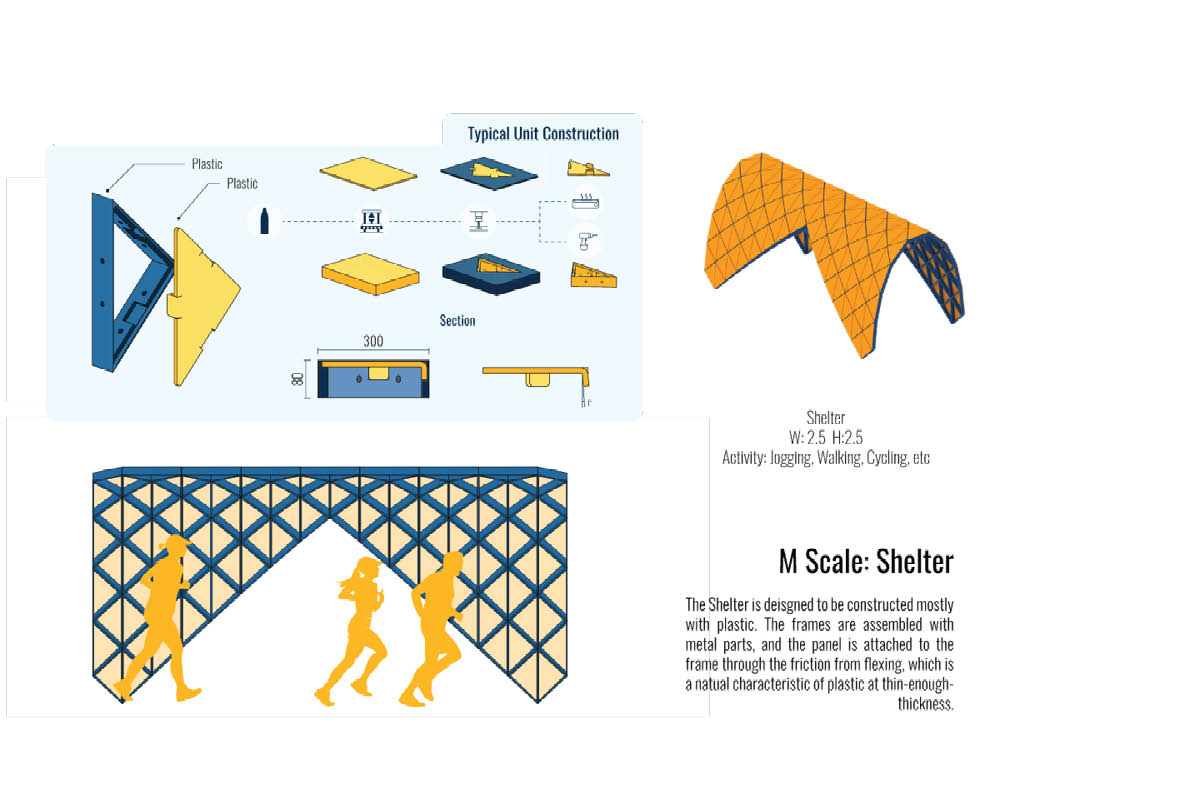 Typical Unit Construction
Plastic
Plastic
Section
300
80
Shelter
W: 2.5 H:2.5
Activity: Jogging, Walking, Cycling, etc
M Scale: Shelter
The Shelter is deisgned to be constructed mostly
with plastic. The frames are assembled with
metal parts, and the panel is attached to the
frame through the friction from flexing, which is
a natual characteristic of plastic at thin-enough-
thickness.